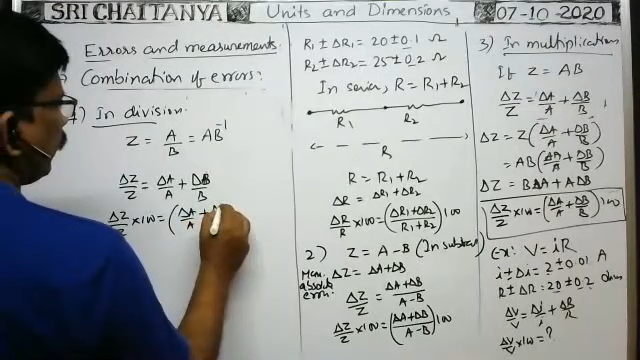 SRI CHAITANYA
Units and Dimensions
07-10-2020
Errors and measurements
Combination of errors:
In division:
Z = A/B = AB⁻¹
ΔZ/Z = ΔA/A + ΔB/B
ΔZ/Z ×100 = (ΔA/A +
R₁ ± ΔR₁ = 20 ± 0.1 Ω
R₂ ± ΔR₂ = 25 ± 0.2 Ω
In series, R = R₁ + R₂
R₁ R₂
R
R = R₁ + R₂
ΔR = ΔR₁ + ΔR₂
ΔR/R ×100 = (ΔR₁ + ΔR₂ / R₁ + R₂) 100
2) Z = A - B (In subtract
Max. absolute error ΔZ = ΔA + ΔB
ΔZ/Z = ΔA + ΔB / A - B
ΔZ/Z ×100 = (ΔA + ΔB / A - B) 100
3) In multiplication
If Z = AB
ΔZ/Z = ΔA/A + ΔB/B
ΔZ = Z (ΔA/A + ΔB/B)
= AB (ΔA/A + ΔB/B)
ΔZ = BΔA + AΔB
ΔZ/Z ×100 = (ΔA/A + ΔB/B) 100
Ex: V = iR
i ± Δi = 2 ± 0.01 A
R ± ΔR = 20 ± 0.2 ohms
ΔV/V = Δi/i + ΔR/R
ΔV/V ×100 = ?